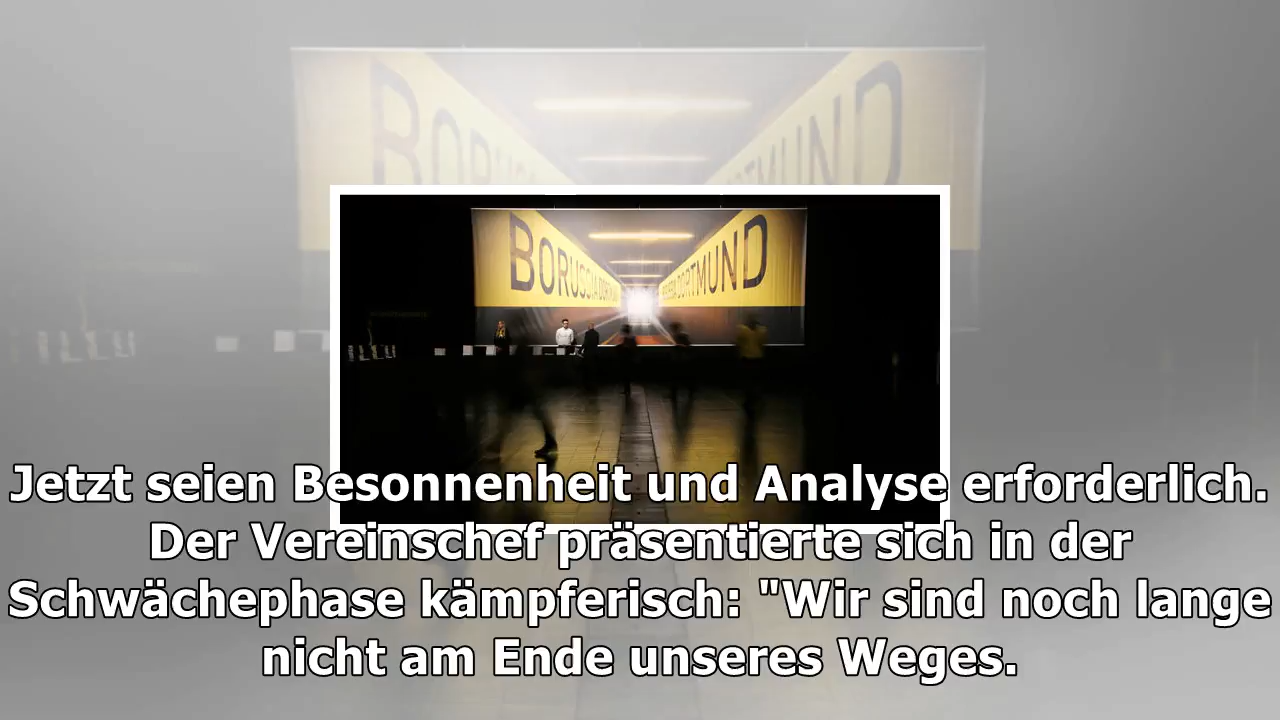 BORUSSIA DORTMUND
Jetzt seien Besonnenheit und Analyse erforderlich.
Der Vereinschef präsentierte sich in der
Schwächephase kämpferisch: "Wir sind noch lange
nicht am Ende unseres Weges.